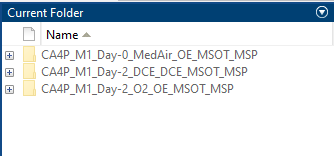 Current Folder
Name
CA4P_M1_Day-0_MedAir_OE_MSOT_MSP
CA4P_M1_Day-2_DCE_DCE_MSOT_MSP
CA4P_M1_Day-2_O2_OE_MSOT_MSP